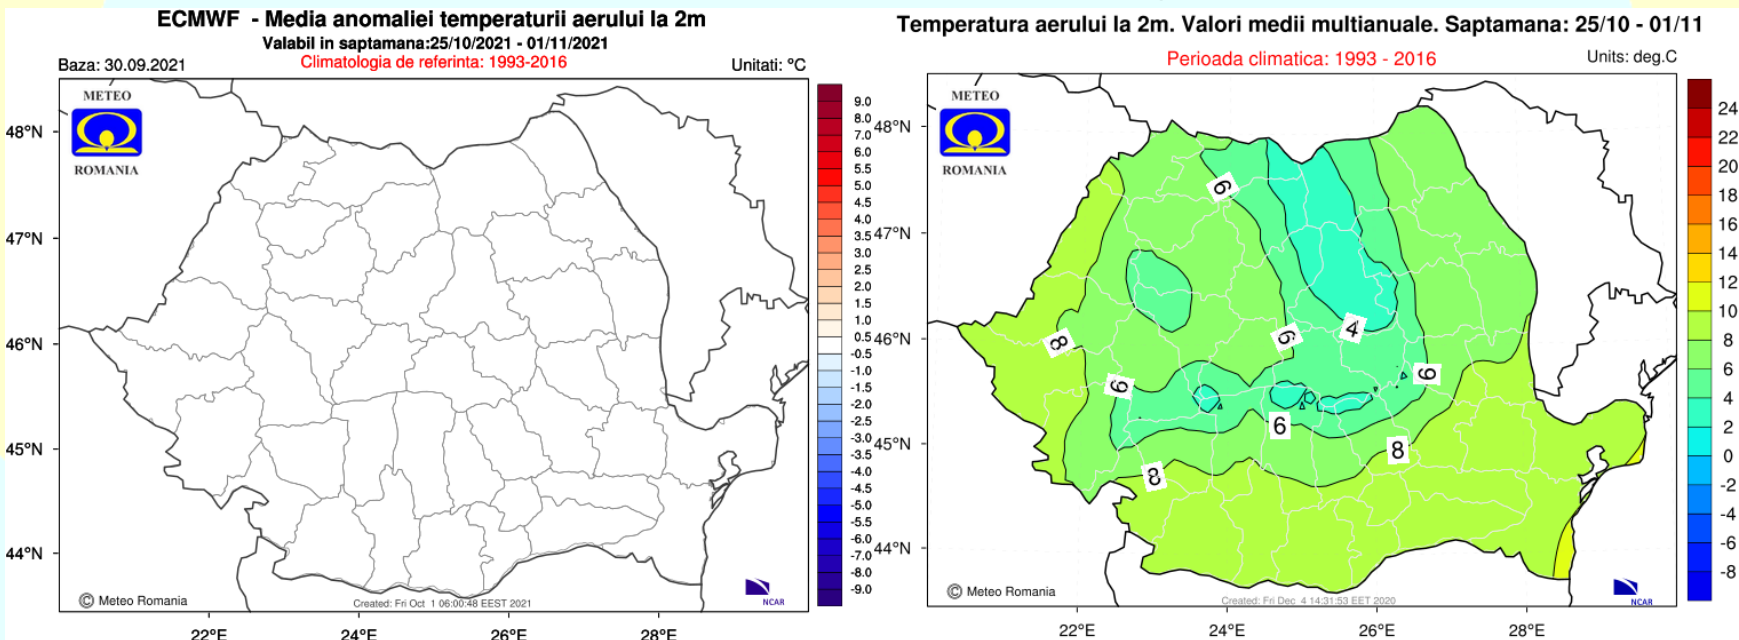 ECMWF - Media anomaliei temperaturii aerului la 2m
Valabil in saptamana:25/10/2021 - 01/11/2021
Baza: 30.09.2021
Climatologia de referinta: 1993-2016
Unitati: °C
METEO
ROMANIA
48°N
47°N
46°N
45°N
44°N
22°E
24°E
26°E
28°E
9.0
8.0
7.0
6.0
5.5
5.0
4.5
4.0
3.5
3.0
2.5
2.0
1.5
1.0
0.5
-0.5
-1.0
-1.5
-2.0
-2.5
-3.0
-3.5
-4.0
-4.5
-5.0
-5.5
-6.0
-7.0
-8.0
-9.0
© Meteo Romania
Created: Fri Oct 1 06:00:48 EEST 2021
NCAR
Temperatura aerului la 2m. Valori medii multianuale. Saptamana: 25/10 - 01/11
Perioada climatica: 1993 - 2016
Units: deg.C
METEO
ROMANIA
48°N
47°N
46°N
45°N
44°N
22°E
24°E
26°E
28°E
6
8
6
4
6
6
6
8
8
24
22
20
18
16
14
12
10
8
6
4
2
0
-2
-4
-6
-8
© Meteo Romania
Created: Fri Dec 4 14:31:53 EET 2020
NCAR